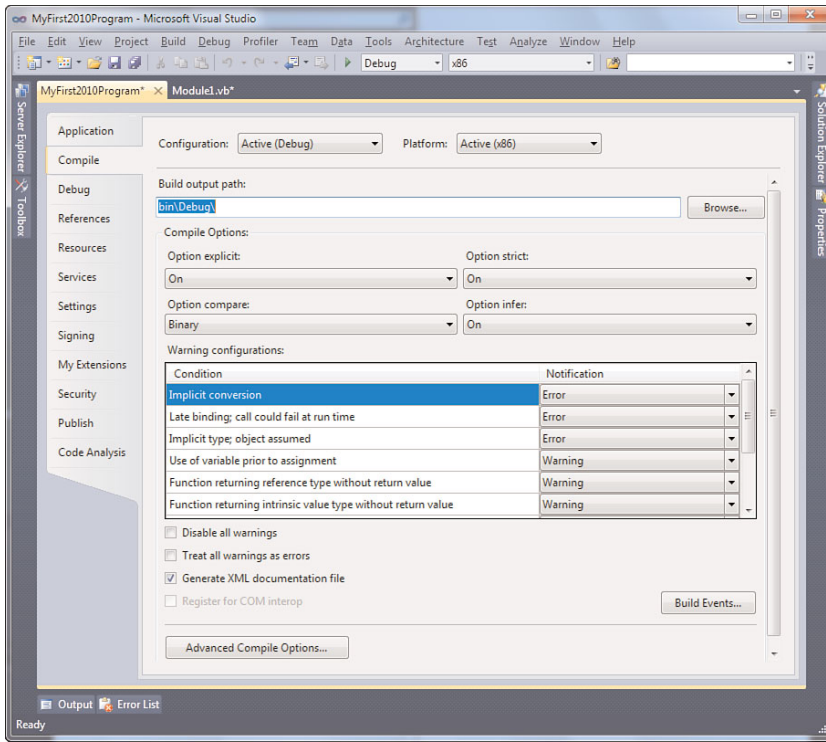 MyFirst2010Program - Microsoft Visual Studio
File Edit View Project Build Debug Profiler Team Data Tools Architecture Test Analyze Window Help
Debug x86
MyFirst2010Program* Module1.vb*
Server Explorer
Toolbox
Solution Explorer
Properties
Application
Compile
Debug
References
Resources
Services
Settings
Signing
My Extensions
Security
Publish
Code Analysis
Configuration: Active (Debug) Platform: Active (x86)
Build output path:
bin\Debug\ Browse...
Compile Options:
Option explicit: Option strict:
On On
Option compare: Option infer:
Binary On
Warning configurations:
Condition Notification
Implicit conversion Error
Late binding; call could fail at run time Error
Implicit type; object assumed Error
Use of variable prior to assignment Warning
Function returning reference type without return value Warning
Function returning intrinsic value type without return value Warning
Disable all warnings
Treat all warnings as errors
Generate XML documentation file
Register for COM interop Build Events...
Advanced Compile Options...
Output Error List
Ready